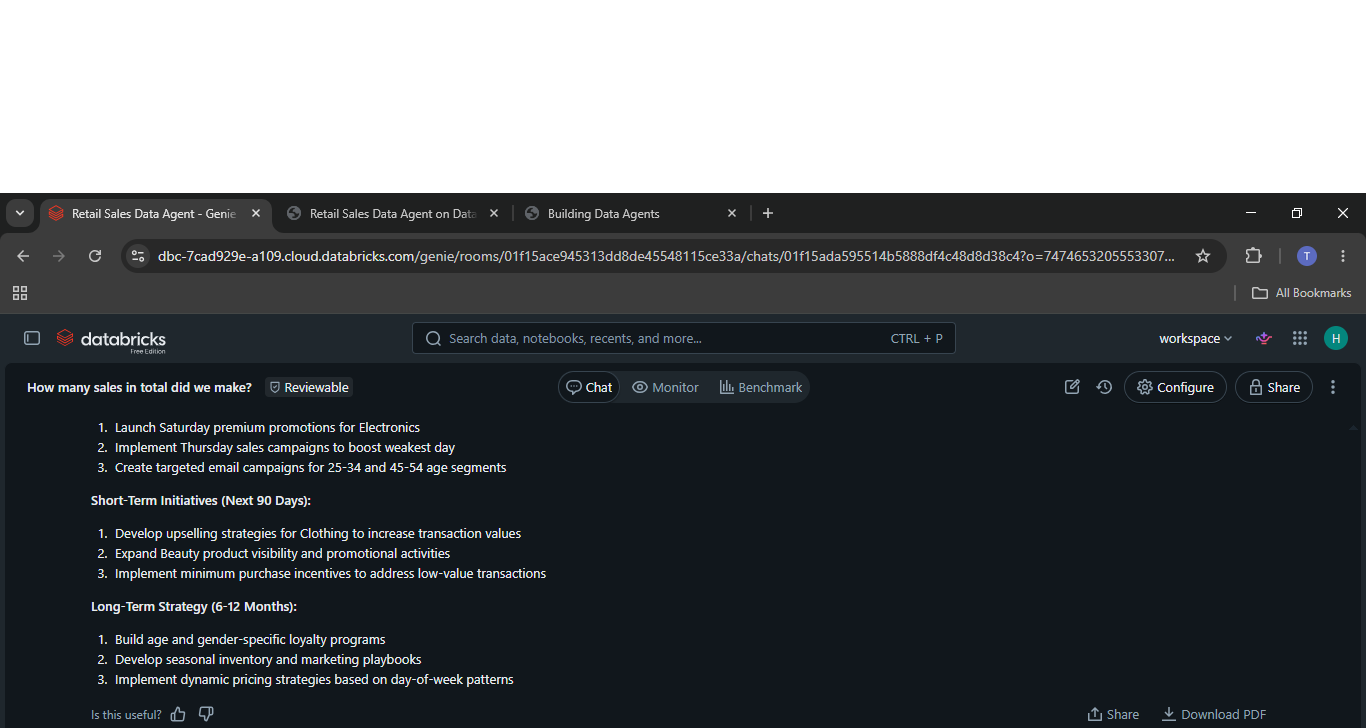 Retail Sales Data Agent - Genie
Retail Sales Data Agent on Data
Building Data Agents
dbc-7cad929e-a109.cloud.databricks.com/genie/rooms/01f15ace945313dd8de45548115ce33a/chats/01f15ada595514b5888df4c48d8d38c4?o=7474653205553307...
T
All Bookmarks
databricks
Free Edition
Search data, notebooks, recents, and more...
CTRL + P
workspace
H
How many sales in total did we make?
Reviewable
Chat
Monitor
Benchmark
Configure
Share
1. Launch Saturday premium promotions for Electronics
2. Implement Thursday sales campaigns to boost weakest day
3. Create targeted email campaigns for 25-34 and 45-54 age segments
Short-Term Initiatives (Next 90 Days):
1. Develop upselling strategies for Clothing to increase transaction values
2. Expand Beauty product visibility and promotional activities
3. Implement minimum purchase incentives to address low-value transactions
Long-Term Strategy (6-12 Months):
1. Build age and gender-specific loyalty programs
2. Develop seasonal inventory and marketing playbooks
3. Implement dynamic pricing strategies based on day-of-week patterns
Is this useful?
Share
Download PDF